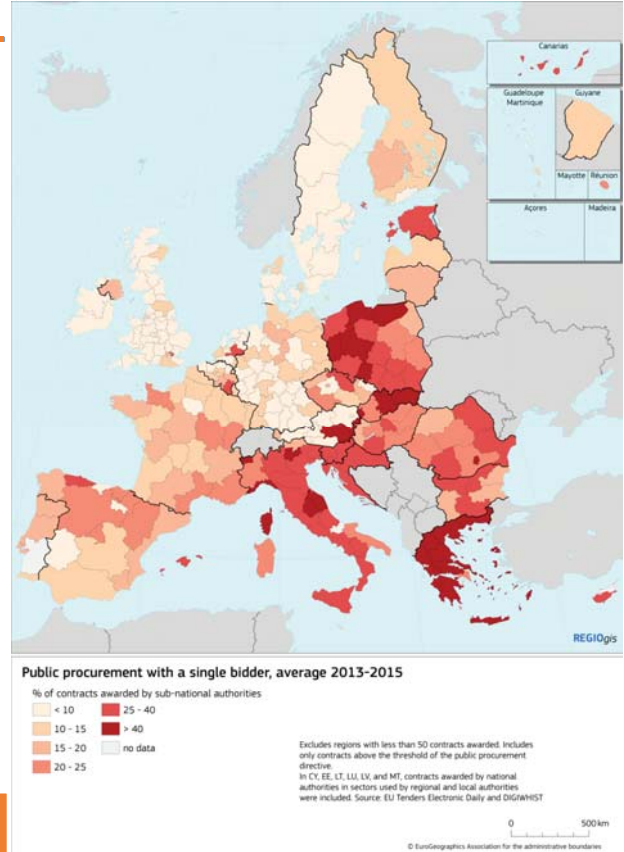 Canarias
Guadeloupe
Martinique
Guyane
Mayotte
Réunion
Açores
Madeira
REGIOgis
Public procurement with a single bidder, average 2013-2015
% of contracts awarded by sub-national authorities
< 10
25 - 40
10 - 15
> 40
15 - 20
no data
20 - 25
Excludes regions with less than 50 contracts awarded. Includes
only contracts above the threshold of the public procurement
directive.
In CY, EE, LT, LU, LV, and MT, contracts awarded by national
authorities in sectors used by regional and local authorities
were included. Source: EU Tenders Electronic Daily and DIGIWHIST
0 500 km
© EuroGeographics Association for the administrative boundaries